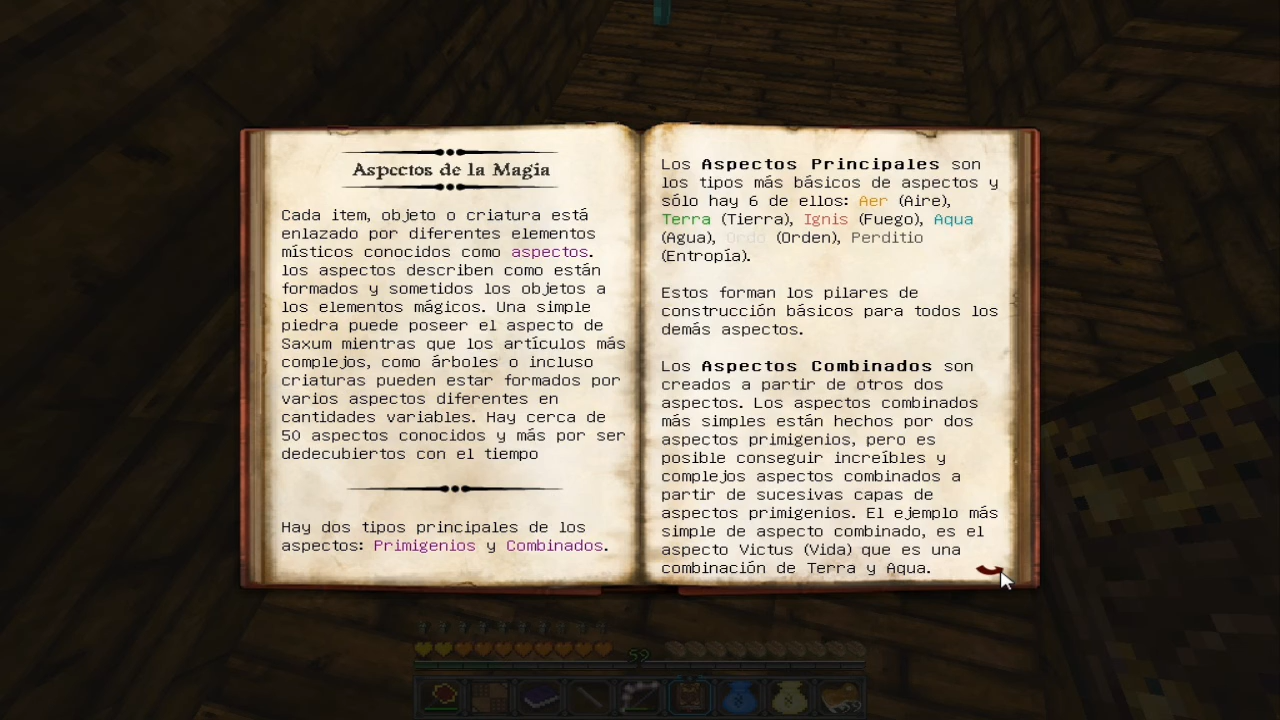 Aspectos de la Magia
Cada item, objeto o criatura está
enlazado por diferentes elementos
místicos conocidos como aspectos.
los aspectos describen como están
formados y sometidos los objetos a
los elementos mágicos. Una simple
piedra puede poseer el aspecto de
Saxum mientras que los artículos más
complejos, como árboles o incluso
criaturas pueden estar formados por
varios aspectos diferentes en
cantidades variables. Hay cerca de
50 aspectos conocidos y más por ser
dedecubiertos con el tiempo
Hay dos tipos principales de los
aspectos: Primigenios y Combinados.
Los Aspectos Principales son
los tipos más básicos de aspectos y
sólo hay 6 de ellos: Aer (Aire),
Terra (Tierra), Ignis (Fuego), Aqua
(Agua), Ordo (Orden), Perditio
(Entropía).
Estos forman los pilares de
construcción básicos para todos los
demás aspectos.
Los Aspectos Combinados son
creados a partir de otros dos
aspectos. Los aspectos combinados
más simples están hechos por dos
aspectos primigenios, pero es
posible conseguir increíbles y
complejos aspectos combinados a
partir de sucesivas capas de
aspectos primigenios. El ejemplo más
simple de aspecto combinado, es el
aspecto Victus (Vida) que es una
combinación de Terra y Aqua.
59